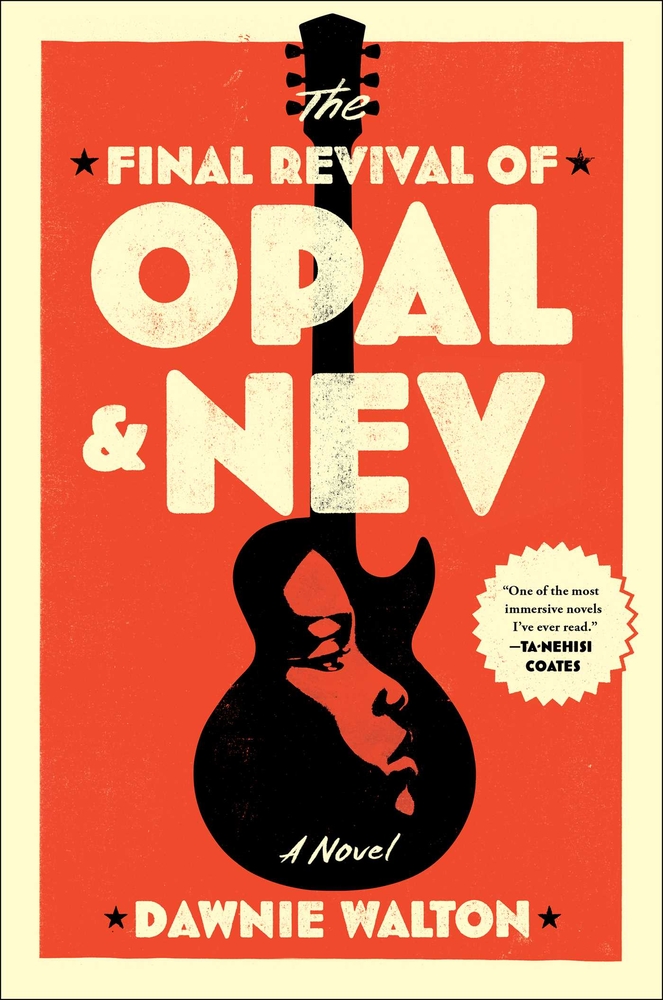 The
★ FINAL REVIVAL OF ★
OPAL
& NEV
“One of the most
immersive novels
I’ve ever read.”
—TA-NEHISI
COATES
A Novel
★ DAWNIE WALTON ★